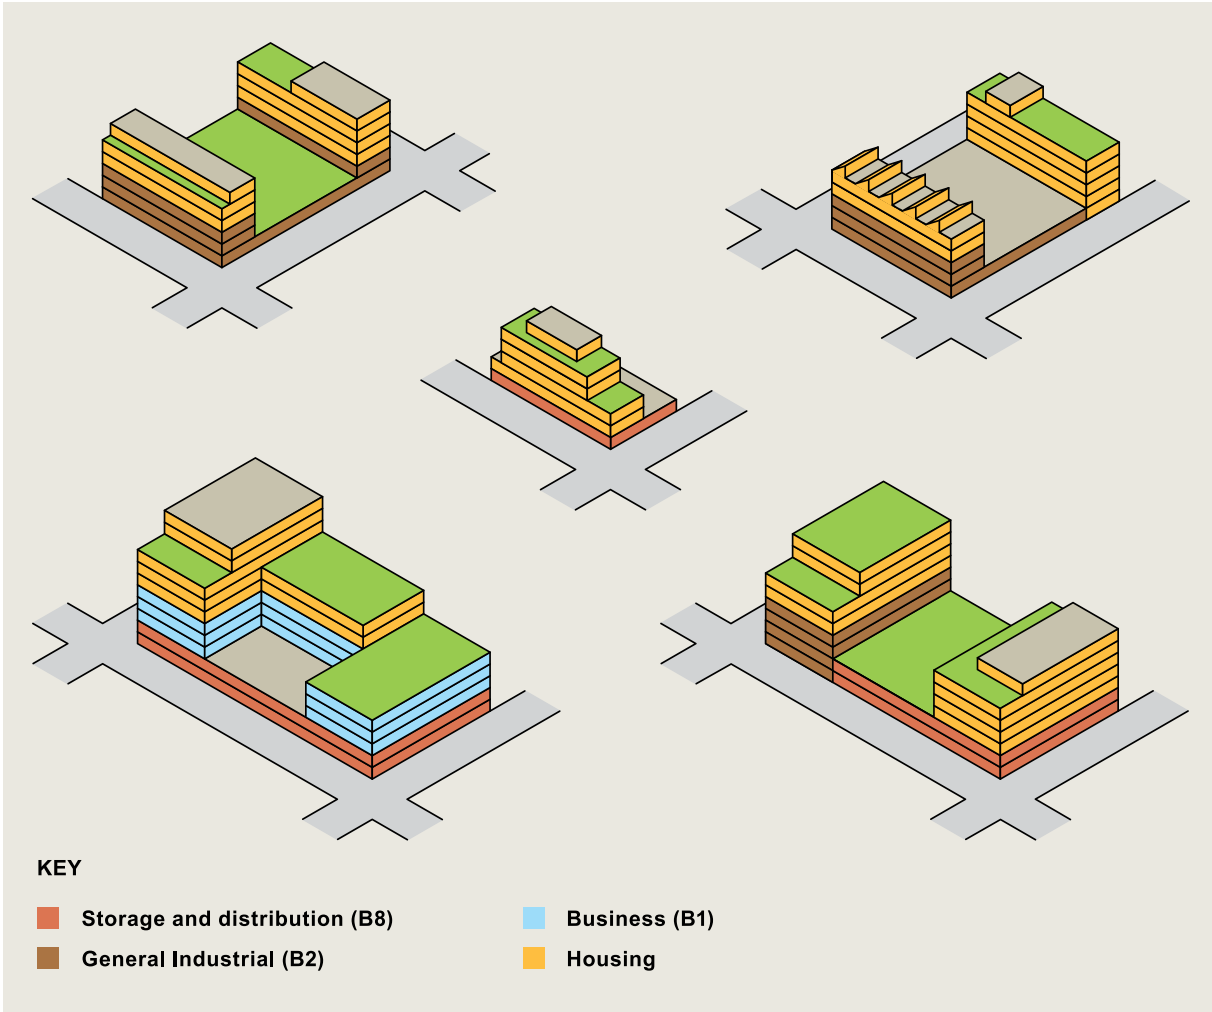 KEY
Storage and distribution (B8)
Business (B1)
General Industrial (B2)
Housing